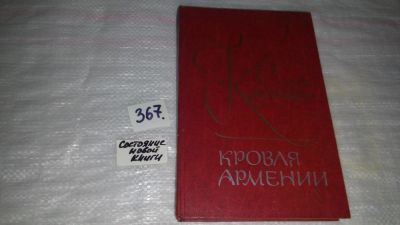 367.
Состояние
новой
книги
КРОВЛЯ
АРМЕНИИ